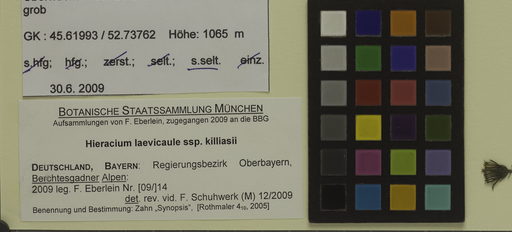 grob
GK : 45.61993 / 52.73762 Höhe: 1065 m
s.hfg; hfg.; zerst.; selt.; s.selt. einz.
30.6. 2009
BOTANISCHE STAATSSAMMLUNG MÜNCHEN
Aufsammlungen von F. Eberlein, zugegangen 2009 an die BBG
Hieracium laevicaule ssp. killiasii
DEUTSCHLAND, BAYERN: Regierungsbezirk Oberbayern,
Berchtesgadner Alpen:
2009 leg. F. Eberlein Nr. [09/]14
det. rev. vid. F. Schuhwerk (M) 12/2009
Benennung und Bestimmung: Zahn „Synopsis", [Rothmaler 4₁₀, 2005]